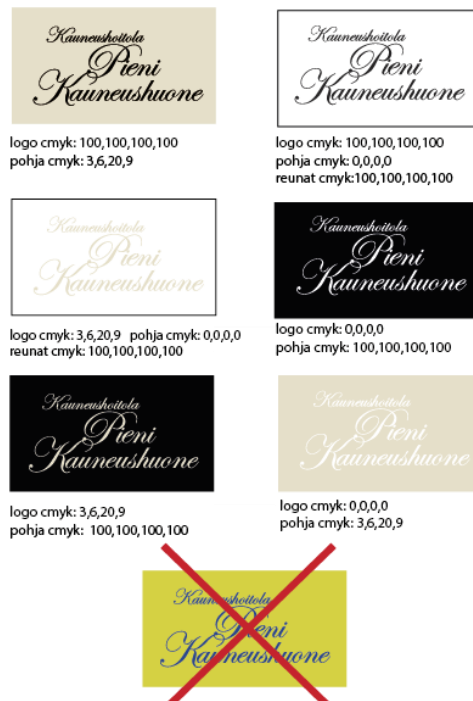 Kauneushoitola
Pieni
Kauneushuone
logo cmyk: 100,100,100,100
pohja cmyk: 3,6,20,9
Kauneushoitola
Pieni
Kauneushuone
logo cmyk: 100,100,100,100
pohja cmyk: 0,0,0,0
reunat cmyk:100,100,100,100
Kauneushoitola
Pieni
Kauneushuone
logo cmyk: 3,6,20,9 pohja cmyk: 0,0,0,0
reunat cmyk: 100,100,100,100
Kauneushoitola
Pieni
Kauneushuone
logo cmyk: 0,0,0,0
pohja cmyk: 100,100,100,100
Kauneushoitola
Pieni
Kauneushuone
logo cmyk: 3,6,20,9
pohja cmyk: 100,100,100,100
Kauneushoitola
Pieni
Kauneushuone
logo cmyk: 0,0,0,0
pohja cmyk: 3,6,20,9
Kauneushoitola
Pieni
Kauneushuone